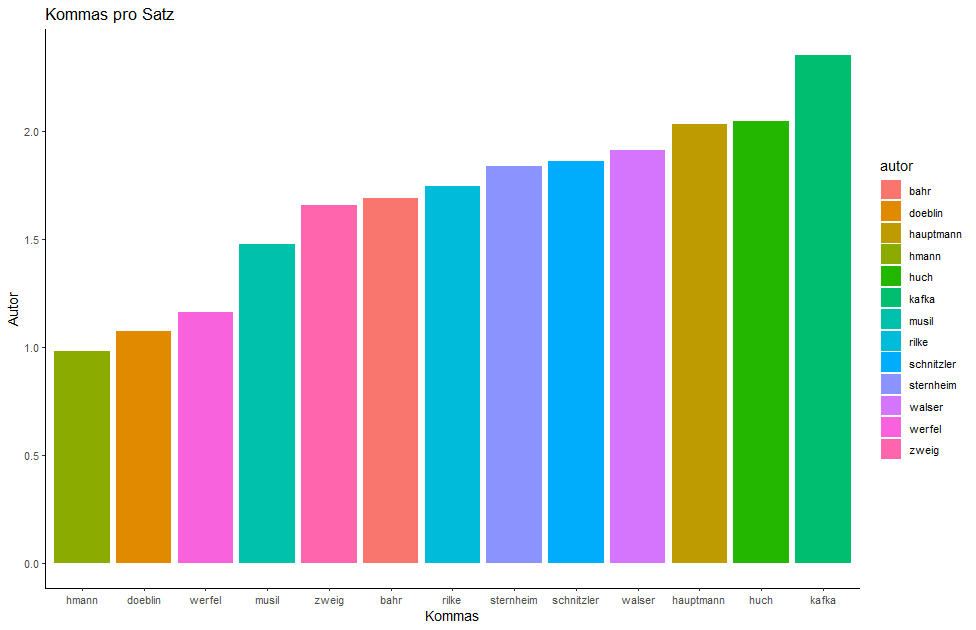 Kommas pro Satz
2.0
1.5
1.0
0.5
0.0
Autor
hmann doeblin werfel musil zweig bahr rilke sternheim schnitzler walser hauptmann huch kafka
Kommas
autor
bahr
doeblin
hauptmann
hmann
huch
kafka
musil
rilke
schnitzler
sternheim
walser
werfel
zweig